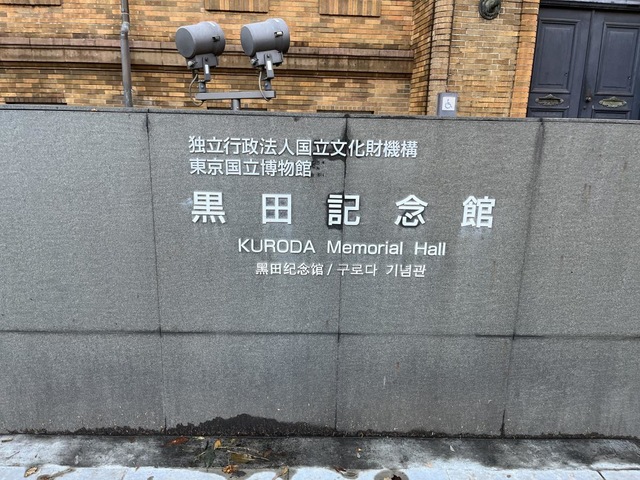 独立行政法人国立文化財機構
東京国立博物館
黒田記念館
KURODA Memorial Hall
黑田纪念馆 / 구로다 기념관